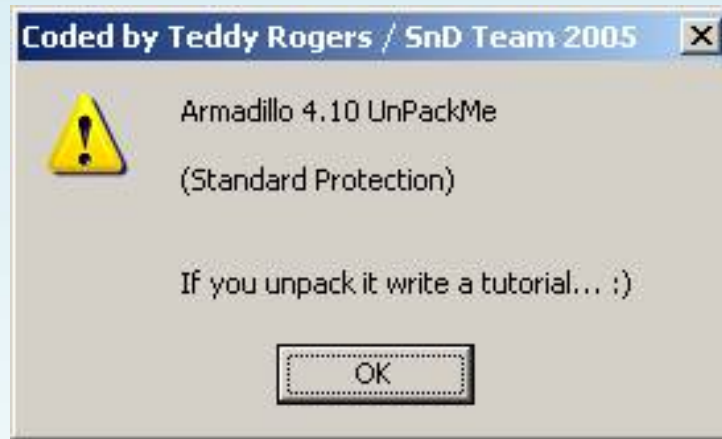 Coded by Teddy Rogers / SnD Team 2005
Armadillo 4.10 UnPackMe
(Standard Protection)
If you unpack it write a tutorial... :)
OK